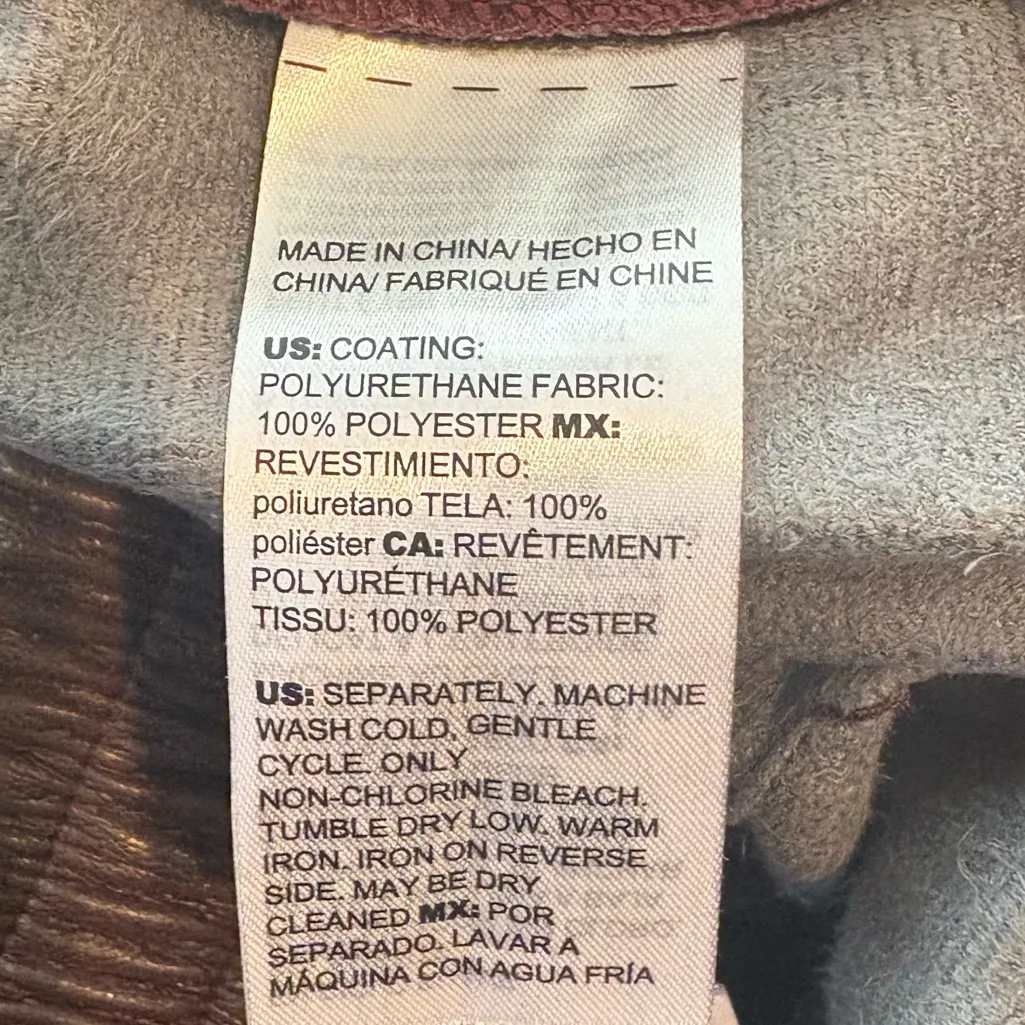 MADE IN CHINA/ HECHO EN
CHINA/ FABRIQUÉ EN CHINE
US: COATING:
POLYURETHANE FABRIC:
100% POLYESTER MX:
REVESTIMIENTO:
poliuretano TELA: 100%
poliéster CA: REVÊTEMENT:
POLYURÉTHANE
TISSU: 100% POLYESTER
US: SEPARATELY. MACHINE
WASH COLD, GENTLE
CYCLE. ONLY
NON-CHLORINE BLEACH.
TUMBLE DRY LOW. WARM
IRON. IRON ON REVERSE
SIDE. MAY BE DRY
CLEANED MX: POR
SEPARADO. LAVAR A
MÁQUINA CON AGUA FRÍA